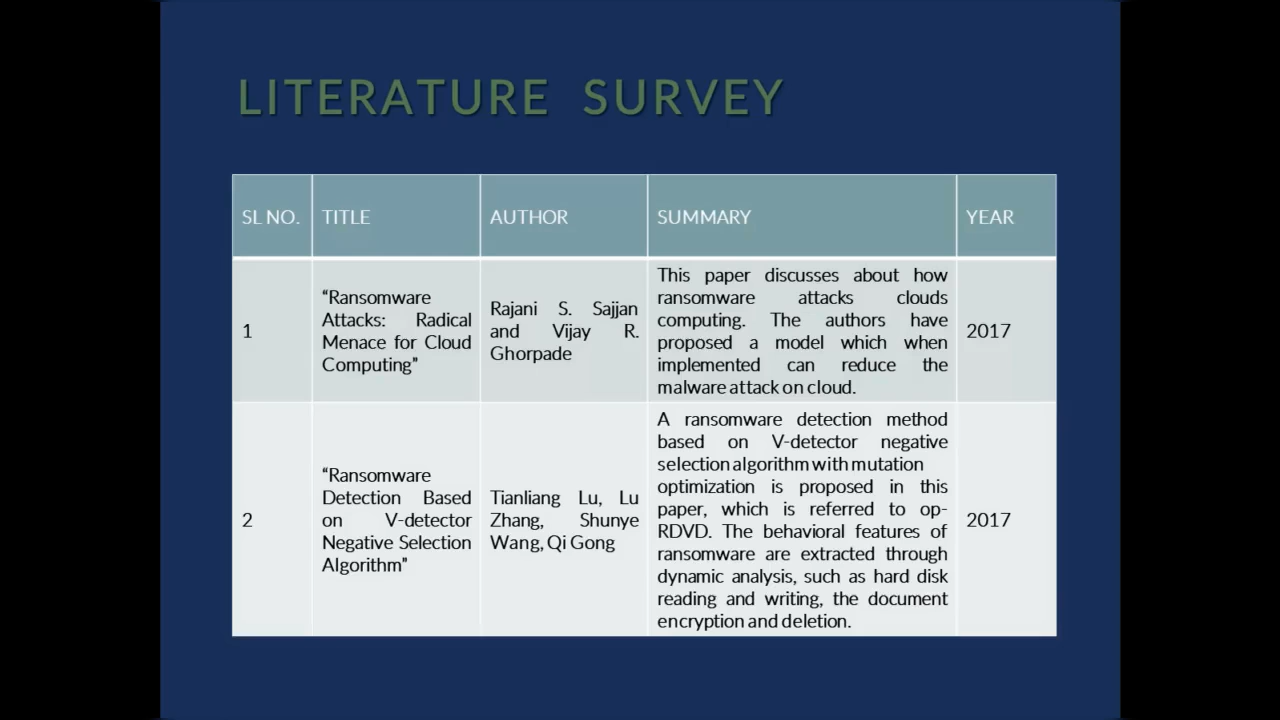 LITERATURE SURVEY
SL NO.
TITLE
AUTHOR
SUMMARY
YEAR
1
“Ransomware
Attacks: Radical
Menace for Cloud
Computing”
Rajani S. Sajjan
and Vijay R.
Ghorpade
This paper discusses about how
ransomware attacks clouds
computing. The authors have
proposed a model which when
implemented can reduce the
malware attack on cloud.
2017
2
“Ransomware
Detection Based
on V-detector
Negative Selection
Algorithm”
Tianliang Lu, Lu
Zhang, Shunye
Wang, Qi Gong
A ransomware detection method
based on V-detector negative
selection algorithm with mutation
optimization is proposed in this
paper, which is referred to op-
RDVD. The behavioral features of
ransomware are extracted through
dynamic analysis, such as hard disk
reading and writing, the document
encryption and deletion.
2017